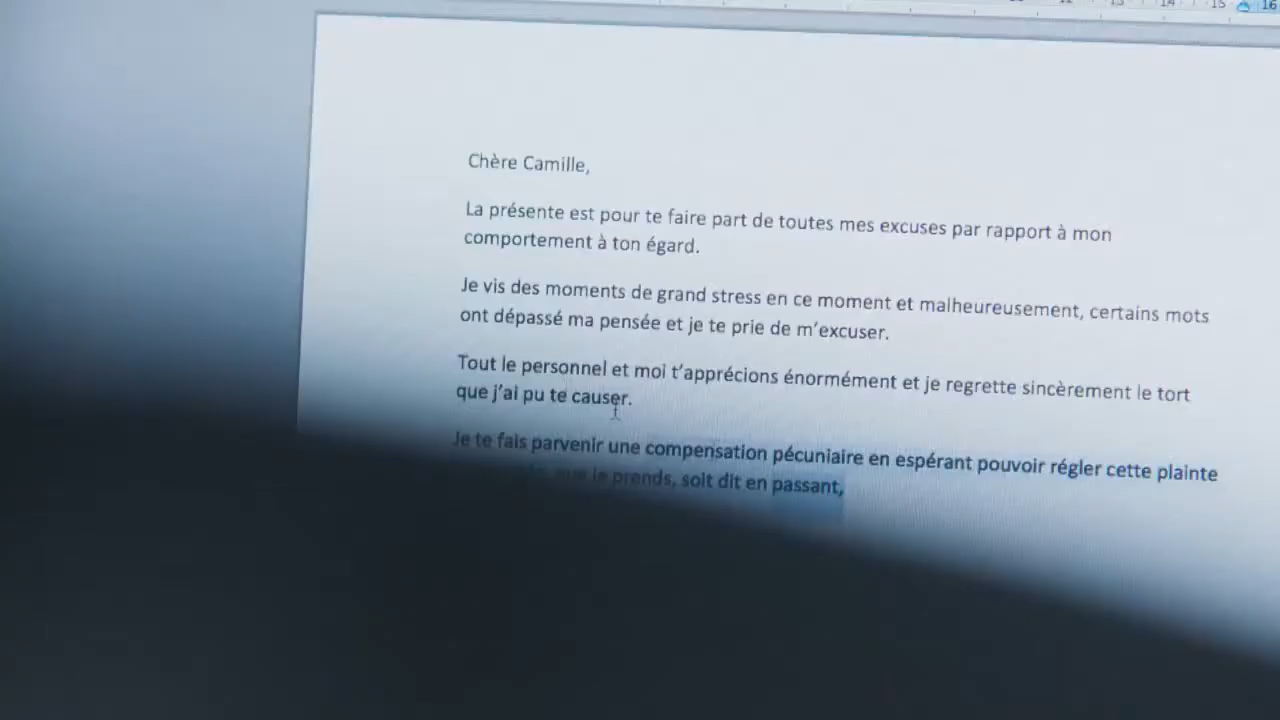 15 16
Chère Camille,
La présente est pour te faire part de toutes mes excuses par rapport à mon
comportement à ton égard.
Je vis des moments de grand stress en ce moment et malheureusement, certains mots
ont dépassé ma pensée et je te prie de m'excuser.
Tout le personnel et moi t'apprécions énormément et je regrette sincèrement le tort
que j'ai pu te causer.
Je te fais parvenir une compensation pécuniaire en espérant pouvoir régler cette plainte
que je prends, soit dit en passant,